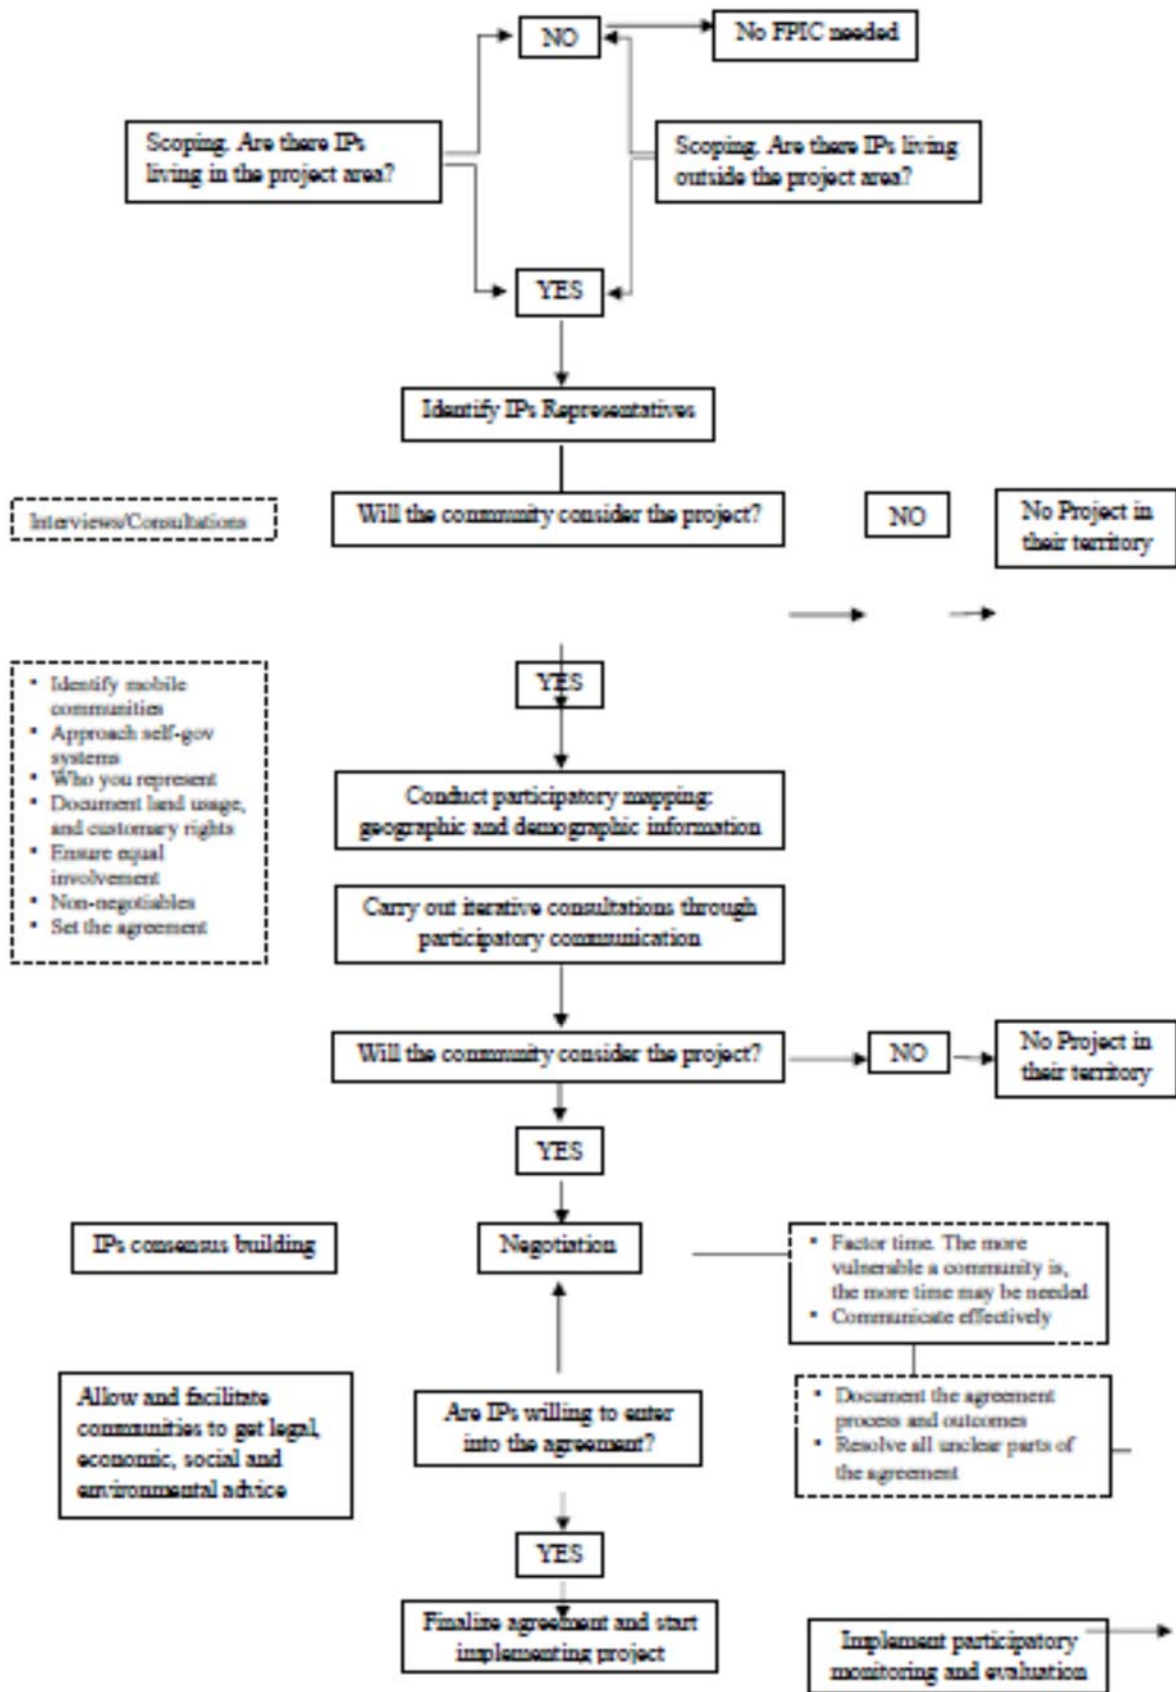 NO
No FPIC needed
Scoping. Are there IPs
living in the project area?
Scoping. Are there IPs living
outside the project area?
YES
Identify IPs Representatives
Interviews/Consultations
Will the community consider the project?
NO
No Project in
their territory
YES
▪ Identify mobile
communities
▪ Approach self-gov
systems
▪ Who you represent
▪ Document land usage,
and customary rights
▪ Ensure equal
involvement
▪ Non-negotiables
▪ Set the agreement
Conduct participatory mapping:
geographic and demographic information
Carry out iterative consultations through
participatory communication
Will the community consider the project?
NO
No Project in
their territory
YES
IPs consensus building
Negotiation
▪ Factor time. The more
vulnerable a community is,
the more time may be needed
▪ Communicate effectively
Allow and facilitate
communities to get legal,
economic, social and
environmental advice
Are IPs willing to enter
into the agreement?
▪ Document the agreement
process and outcomes
▪ Resolve all unclear parts of
the agreement
YES
Finalize agreement and start
implementing project
Implement participatory
monitoring and evaluation